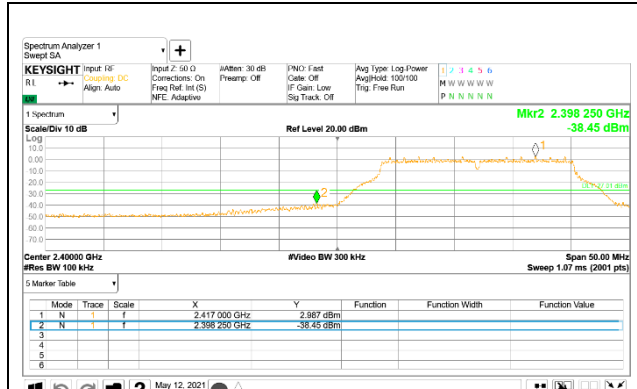 Spectrum Analyzer 1
Swept SA
+
KEYSIGHT Input: RF Input Z: 50 Ω #Atten: 30 dB PNO: Fast Avg Type: Log-Power 1 2 3 4 5 6
RL Coupling: DC Corrections: On Preamp: Off Gate: Off Avg|Hold: 100/100 M W W W W W
Align: Auto Freq Ref: Int (S) IF Gain: Low Trig: Free Run
NFE: Adaptive Sig Track: Off P N N N N N
1 Spectrum Mkr2 2.398 250 GHz
Scale/Div 10 dB Ref Level 20.00 dBm -38.45 dBm
Log
10.0
0.00
10.0
20.0
30.0
40.0
50.0
60.0
-70.0
1
2
Center 2.40000 GHz #Video BW 300 kHz Span 50.00 MHz
#Res BW 100 kHz Sweep 1.07 ms (2001 pts)
5 Marker Table
Mode Trace Scale X Y Function Function Width Function Value
1 N 1 f 2.417 000 GHz 2.987 dBm
2 N 1 f 2.398 250 GHz -38.45 dBm
3
4
5
6
? May 12, 2021